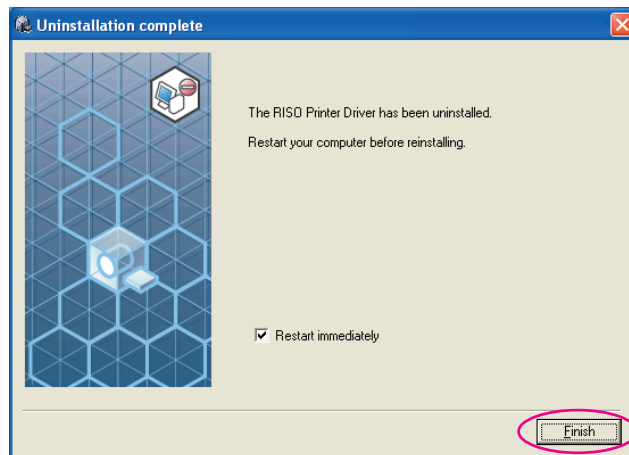 Uninstallation complete
The RISO Printer Driver has been uninstalled.
Restart your computer before reinstalling.
Restart immediately
Finish